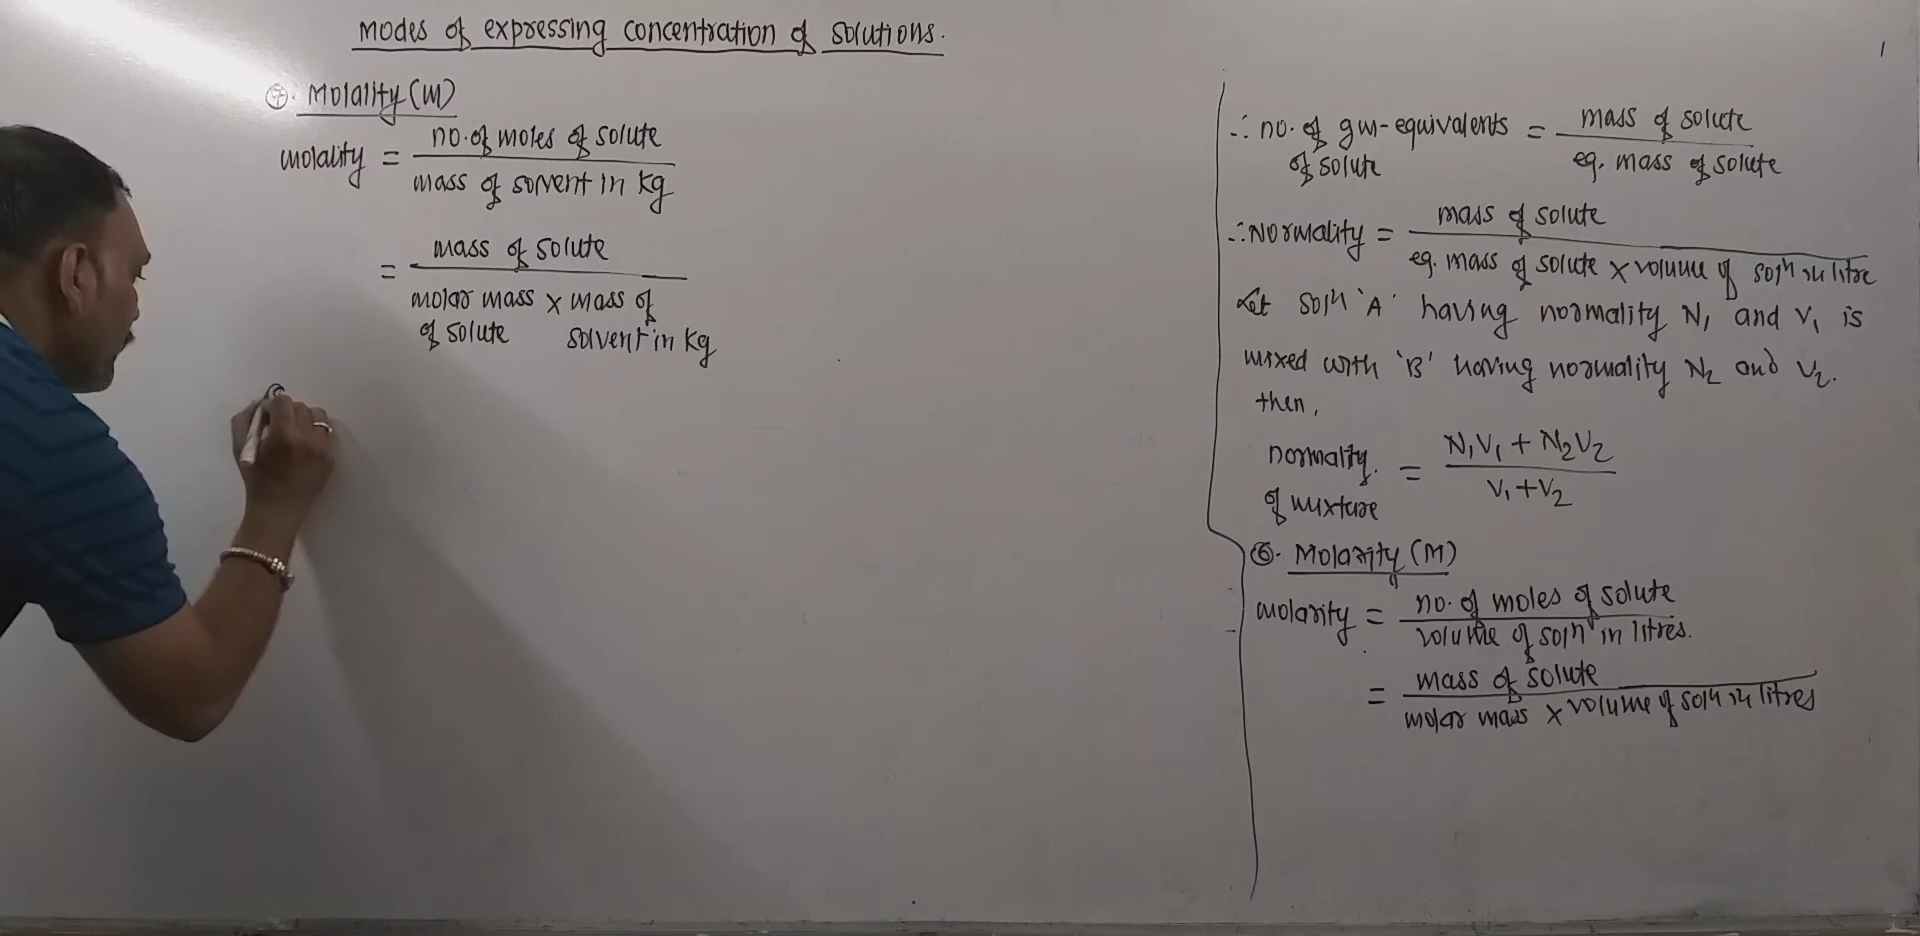 Modes of expressing concentration of solutions.
⑦. Molality (m)
molality = no. of moles of solute / mass of solvent in kg
= mass of solute / molar mass of solute × mass of solvent in kg
1
∴ no. of gm-equivalents of solute = mass of solute / eq. mass of solute
∴ Normality = mass of solute / eq. mass of solute × volume of solⁿ in litre
Let solⁿ 'A' having normality N₁ and V₁ is
mixed with 'B' having normality N₂ and V₂.
then,
normality of mixture = N₁V₁ + N₂V₂ / V₁+V₂
⑥. Molarity (M)
molarity = no. of moles of solute / volume of solⁿ in litres.
= mass of solute / molar mass × volume of solⁿ in litres